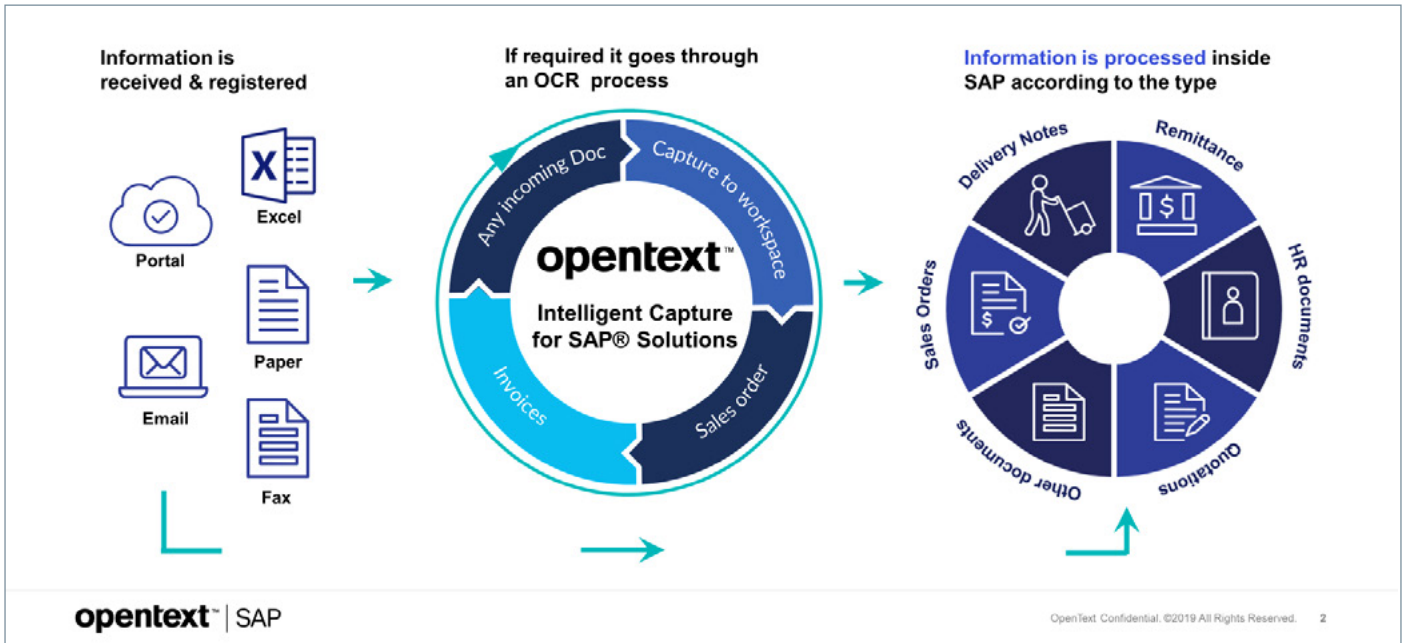 Information is
received & registered
Portal
Excel
Paper
Email
Fax
If required it goes through
an OCR process
Any incoming Doc
Capture to workspace
Sales order
Invoices
opentext™
Intelligent Capture
for SAP® Solutions
Information is processed inside
SAP according to the type
Delivery Notes
Remittance
HR documents
Quotations
Other documents
Sales Orders
X
$
$
opentext™ | SAP
OpenText Confidential. ©2019 All Rights Reserved. 2